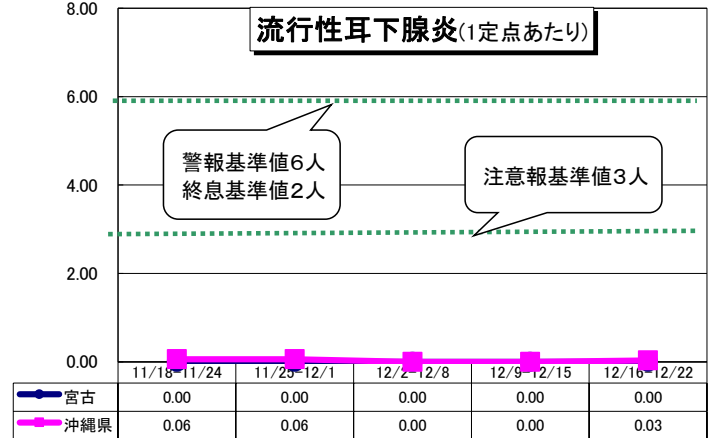 流行性耳下腺炎(1定点あたり)
8.00
6.00
警報基準値6人
終息基準値2人
注意報基準値3人
4.00
2.00
0.00
11/18-11/24 11/25-12/1 12/2-12/8 12/9-12/15 12/16-12/22
宮古 0.00 0.00 0.00 0.00 0.00
沖縄県 0.06 0.06 0.00 0.00 0.03